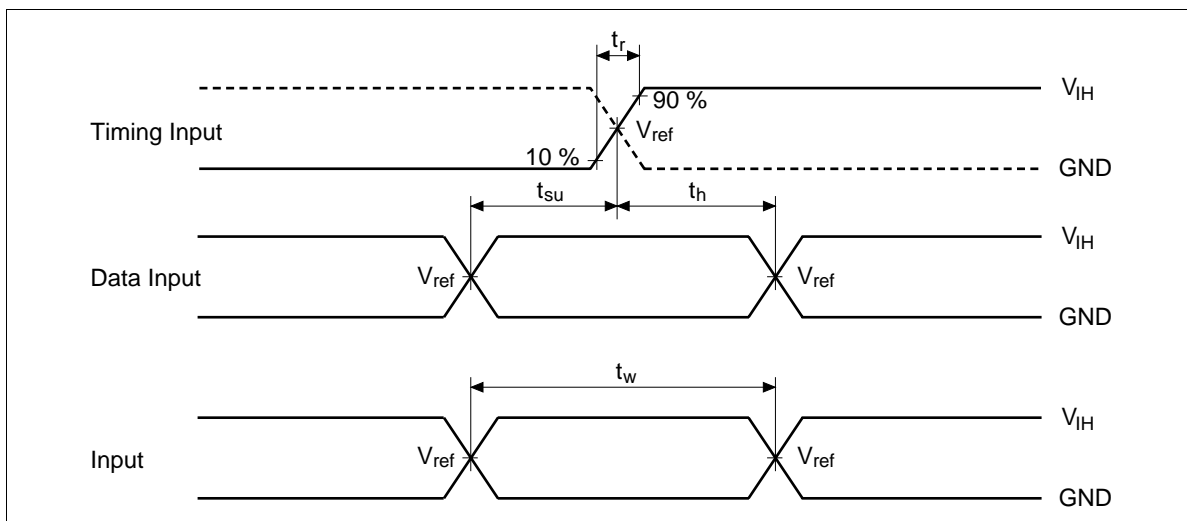 t_r
V_IH
90 %
Timing Input
V_ref
10 %
GND
t_su
t_h
V_IH
Data Input
V_ref
V_ref
GND
t_w
V_IH
Input
V_ref
V_ref
GND